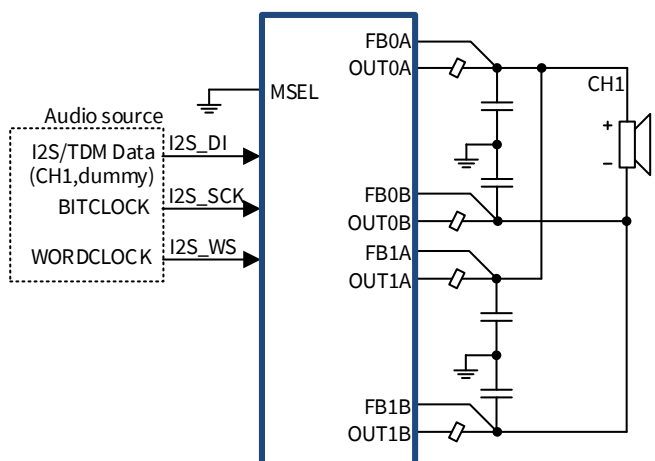 Audio source
I2S/TDM Data
(CH1,dummy)
BITCLOCK
WORDCLOCK
I2S_DI
I2S_SCK
I2S_WS
MSEL
FB0A
OUT0A
FB0B
OUT0B
FB1A
OUT1A
FB1B
OUT1B
CH1
+
–